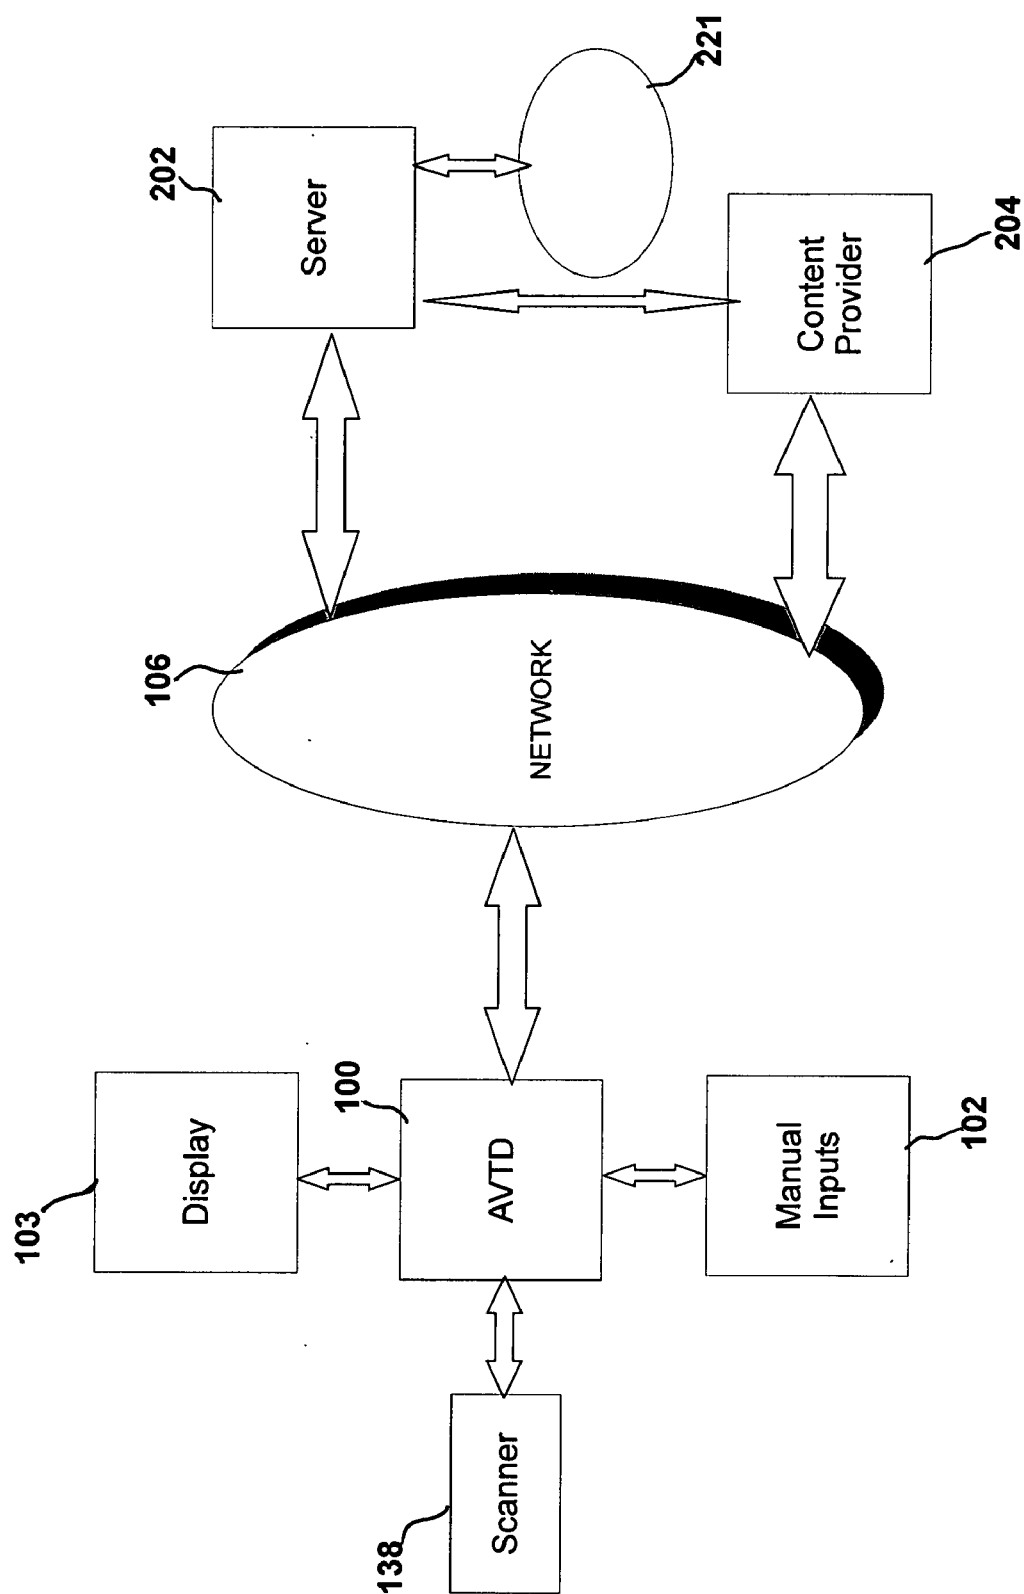 103
Display
100
AVTD
138
Scanner
Manual
Inputs
102
106
NETWORK
202
Server
221
Content
Provider
204